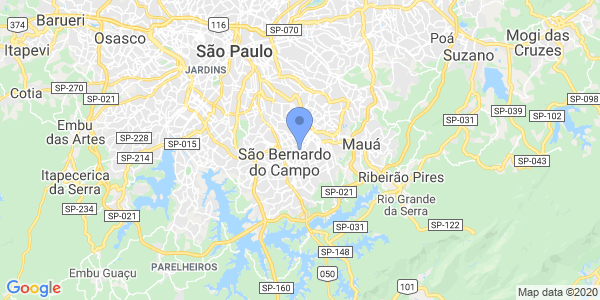 374
Barueri
Itapevi
Osasco
116
SP-070
São Paulo
JARDINS
Poá
Suzano
Mogi das
Cruzes
SP-270
Cotia
SP-021
SP-098
SP-039
SP-102
SP-031
Embu
das Artes
SP-228
SP-214
SP-015
Mauá
São Bernardo
do Campo
SP-043
Itapecerica
da Serra
Ribeirão Pires
SP-021
Rio Grande
da Serra
SP-234
SP-021
SP-031
SP-122
SP-148
Embu Guaçu
PARELHEIROS
050
SP-160
101
Google
Map data ©2020